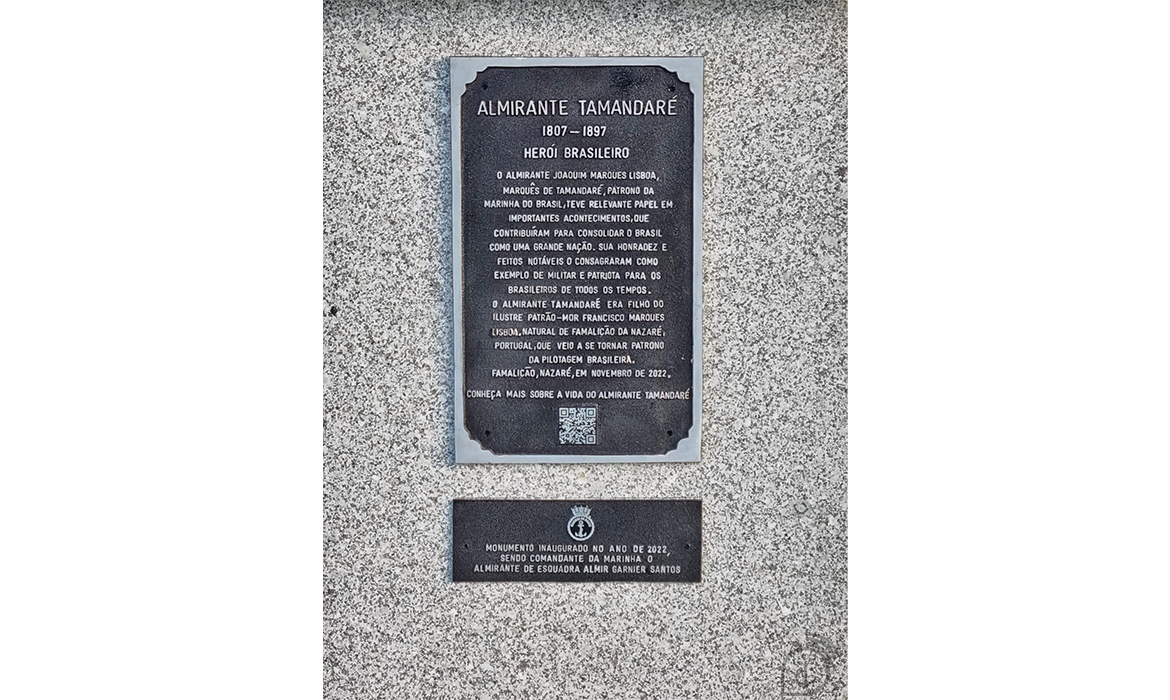 ALMIRANTE TAMANDARÉ
1807-1897
HERÓI BRASILEIRO
O ALMIRANTE JOAQUIM MARQUES LISBOA,
MARQUÊS DE TAMANDARÉ, PATRONO DA
MARINHA DO BRASIL, TEVE RELEVANTE PAPEL EM
IMPORTANTES ACONTECIMENTOS, QUE
CONTRIBUÍRAM PARA CONSOLIDAR O BRASIL
COMO UMA GRANDE NAÇÃO. SUA HONRADEZ E
FEITOS NOTÁVEIS O CONSAGRARAM COMO
EXEMPLO DE MILITAR E PATRIOTA PARA OS
BRASILEIROS DE TODOS OS TEMPOS.
O ALMIRANTE TAMANDARÉ ERA FILHO DO
ILUSTRE PATRÃO-MOR FRANCISCO MARQUES
LISBOA, NATURAL DE FAMALIÇÃO DA NAZARÉ,
PORTUGAL, QUE VEIO A SE TORNAR PATRONO
DA PILOTAGEM BRASILEIRA.
FAMALIÇÃO, NAZARÉ, EM NOVEMBRO DE 2022.
CONHEÇA MAIS SOBRE A VIDA DO ALMIRANTE TAMANDARÉ
MONUMENTO INAUGURADO NO ANO DE 2022,
SENDO COMANDANTE DA MARINHA O
ALMIRANTE DE ESQUADRA ALMIR GARNIER SANTOS